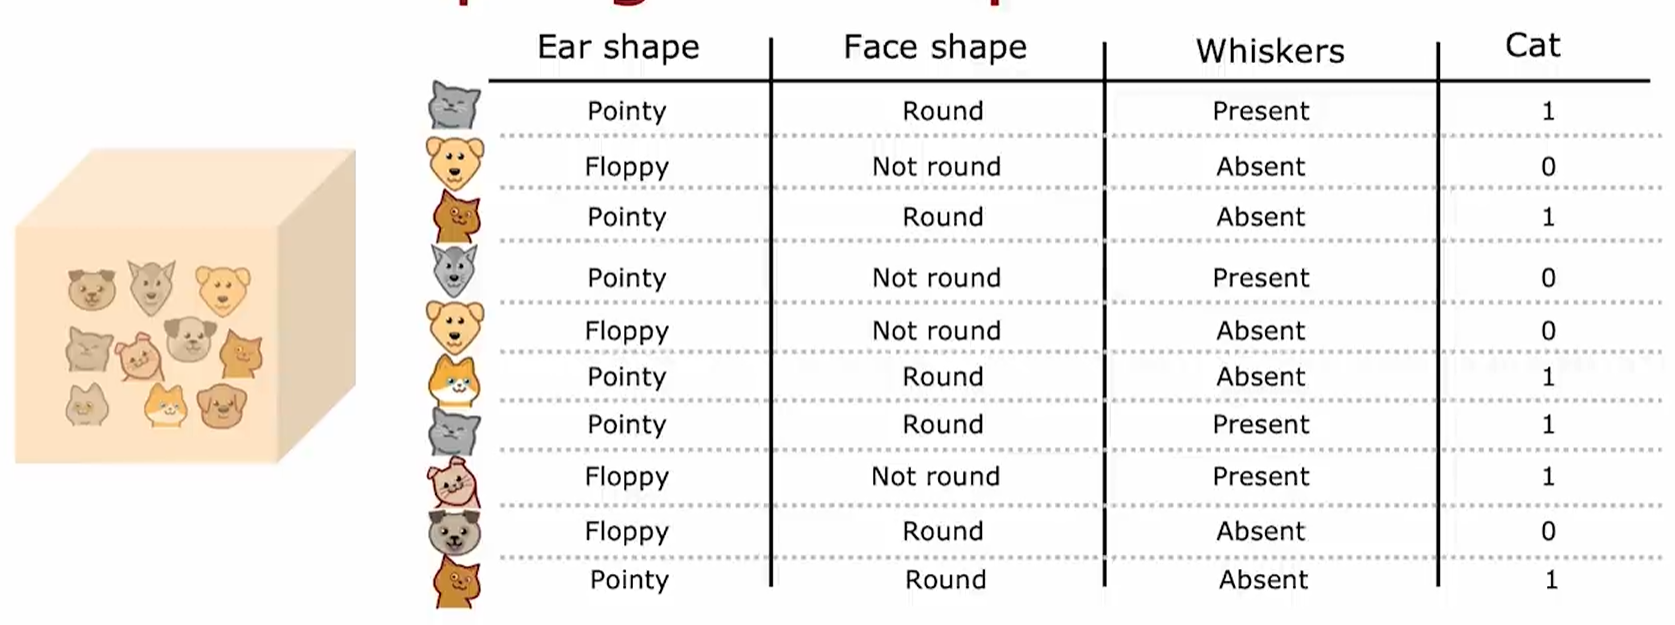 Ear shape Face shape Whiskers Cat
Pointy Round Present 1
Floppy Not round Absent 0
Pointy Round Absent 1
Pointy Not round Present 0
Floppy Not round Absent 0
Pointy Round Absent 1
Pointy Round Present 1
Floppy Not round Present 1
Floppy Round Absent 0
Pointy Round Absent 1